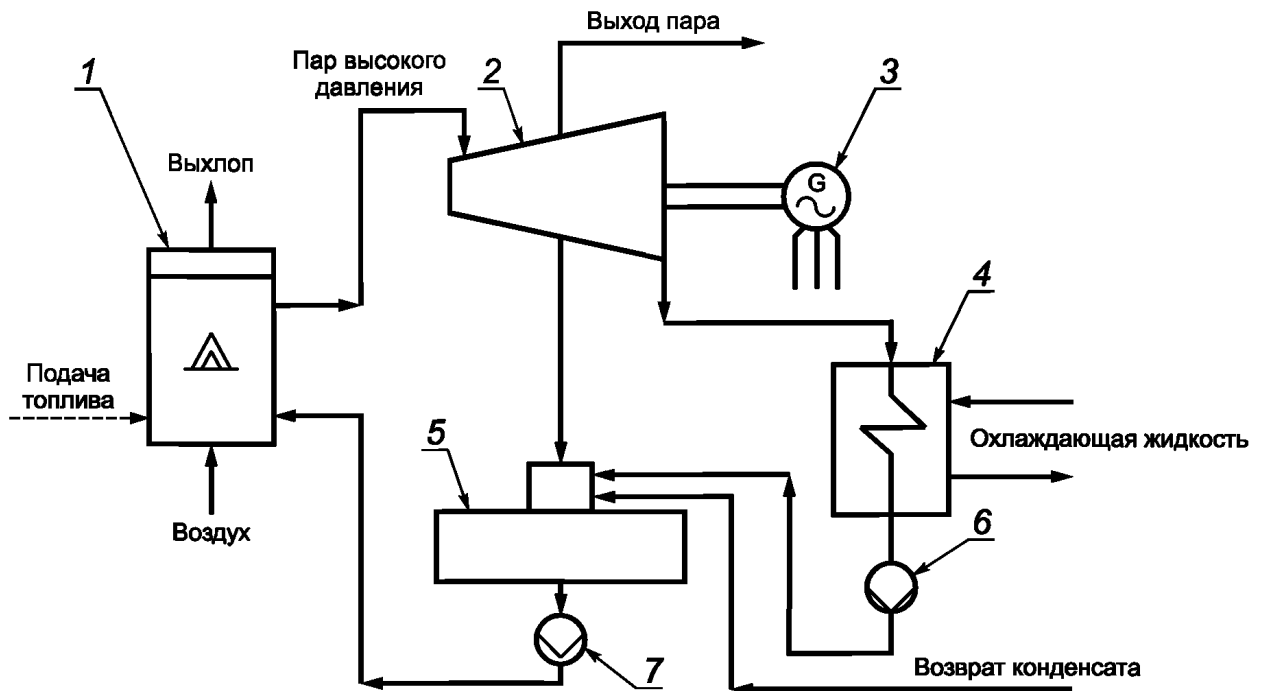 Выход пара
1
Пар высокого
давления
2
3
Выхлоп
G
4
Подача
топлива
5
Охлаждающая жидкость
Воздух
6
7
Возврат конденсата